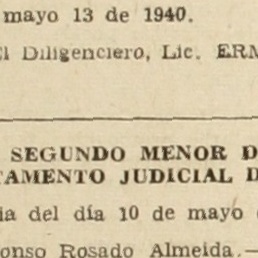 mayo 13 de 1940.
El Diligenciero, Lic. ERM
SEGUNDO MENOR D
TAMENTO JUDICIAL D
ia del día 10 de mayo
onso Rosado Almeida.—